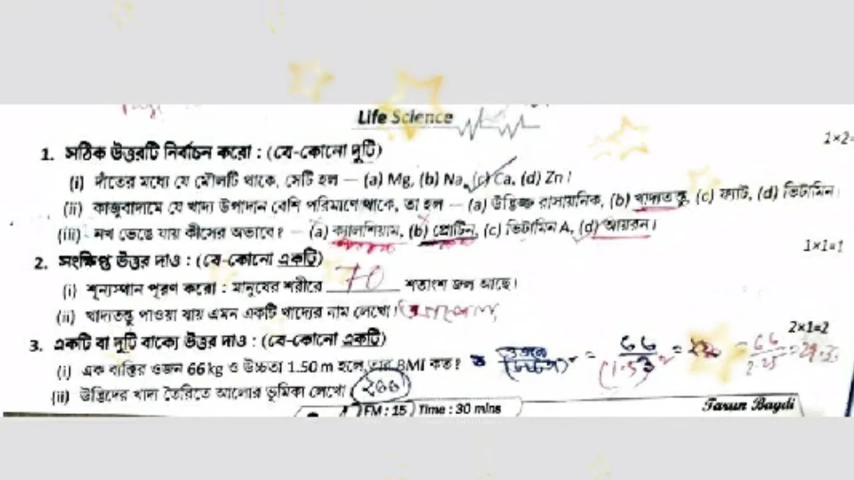 Life Science
1×2=
1. সঠিক উত্তরটি নির্বাচন করো : (যে-কোনো দুটি)
(i) দাঁতের মধ্যে যে মৌলটি থাকে, সেটি হল — (a) Mg, (b) Na, (c) Ca, (d) Zn।
(ii) কাজুবাদামে যে খাদ্য উপাদান বেশি পরিমাণে থাকে, তা হল — (a) উদ্ভিজ্জ রাসায়নিক, (b) খাদ্যতন্তু, (c) ফ্যাট, (d) ভিটামিন।
(iii) নখ ভেঙে যায় কীসের অভাবে? — (a) ক্যালশিয়াম, (b) প্রোটিন, (c) ভিটামিন A, (d) আয়রন।
1×1=1
2. সংক্ষিপ্ত উত্তর দাও : (যে-কোনো একটি)
(i) শূন্যস্থান পূরণ করো : মানুষের শরীরে 70 শতাংশ জল আছে।
(ii) খাদ্যতন্তু পাওয়া যায় এমন একটি খাদ্যের নাম লেখো।
2×1=2
3. একটি বা দুটি বাক্যে উত্তর দাও : (যে-কোনো একটি)
(i) এক ব্যক্তির ওজন 66 kg ও উচ্চতা 1.50 m হলে, তার BMI কত? = 66 = = 66
(ii) উদ্ভিদের খাদ্য তৈরিতে আলোর ভূমিকা লেখো।
FM : 15 Time : 30 mins
Tarun Bagdi